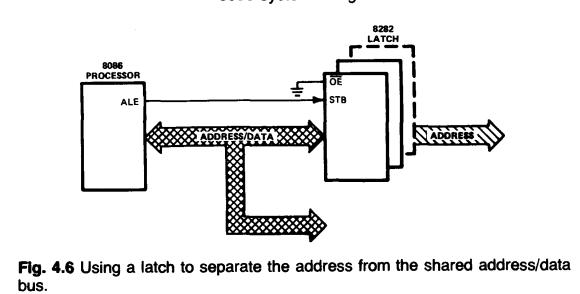 8282
LATCH
8086
PROCESSOR
OE
ALE
STB
ADDRESS/DATA
ADDRESS
Fig. 4.6 Using a latch to separate the address from the shared address/data
bus.